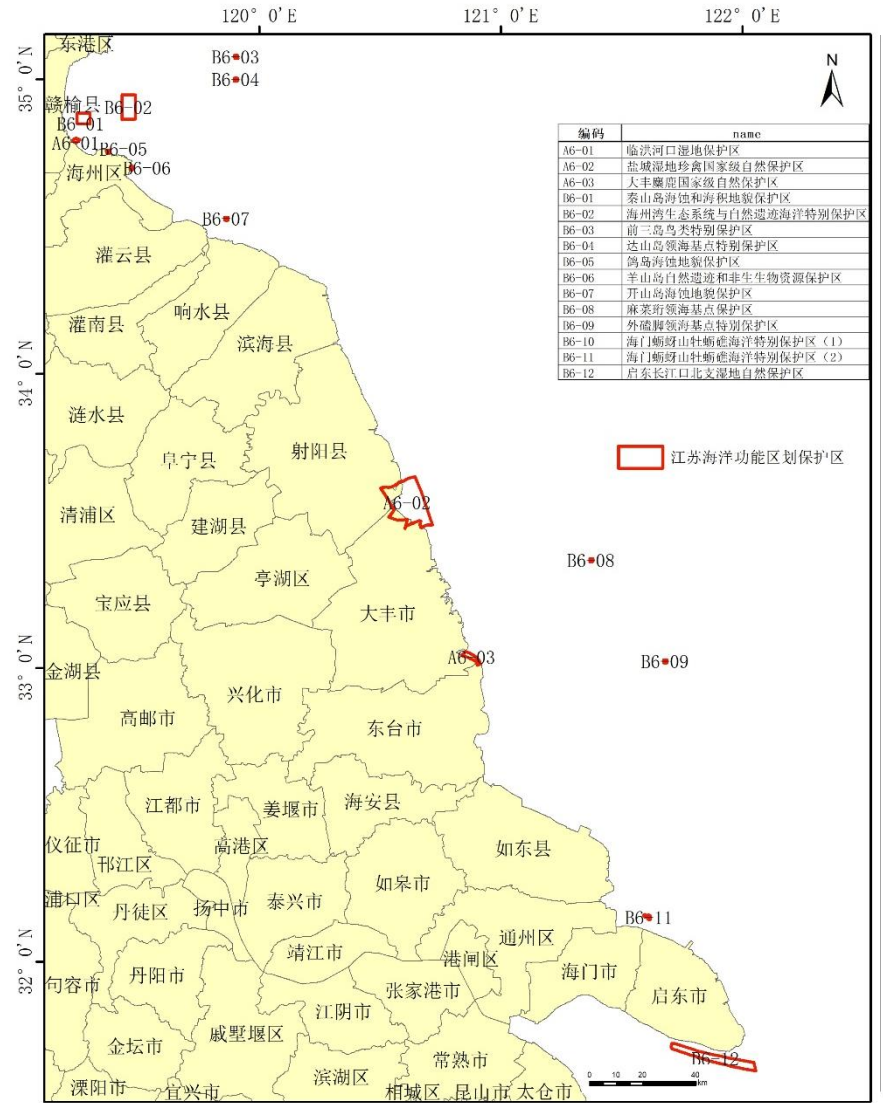 120° 0′E 121° 0′E 122° 0′E
35° 0′N
34° 0′N
33° 0′N
32° 0′N
N
编码 name
A6-01 临洪河口湿地保护区
A6-02 盐城湿地珍禽国家级自然保护区
A6-03 大丰麋鹿国家级自然保护区
B6-01 秦山岛海蚀和海积地貌保护区
B6-02 海州湾生态系统与自然遗迹海洋特别保护区
B6-03 前三岛鸟类特别保护区
B6-04 达山岛领海基点特别保护区
B6-05 鸽岛海蚀地貌保护区
B6-06 羊山岛自然遗迹和非生生物资源保护区
B6-07 开山岛海蚀地貌保护区
B6-08 麻菜珩领海基点保护区
B6-09 外磕脚领海基点特别保护区
B6-10 海门蛎蚜山牡蛎礁海洋特别保护区（1）
B6-11 海门蛎蚜山牡蛎礁海洋特别保护区（2）
B6-12 启东长江口北支湿地自然保护区
江苏海洋功能区划保护区
东港区
B6-03
B6-04
赣榆县
B6-02
B6-01
A6-01
B6-05
海州区
B6-06
B6-07
灌云县
响水县
灌南县
滨海县
涟水县
阜宁县
射阳县
A6-02
清浦区
建湖县
B6-08
亭湖区
宝应县
大丰市
A6-03
B6-09
金湖县
兴化市
高邮市
东台市
江都市
姜堰市
海安县
仪征市
高港区
如东县
邗江区
如皋市
浦口区
丹徒区
扬中市
泰兴市
B6-11
通州区
靖江市
港闸区
海门市
丹阳市
句容市
张家港市
启东市
江阴市
戚墅堰区
金坛市
常熟市
B6-12
溧阳市
宜兴市
滨湖区
相城区
昆山市
太仓市
0 10 20 40
km